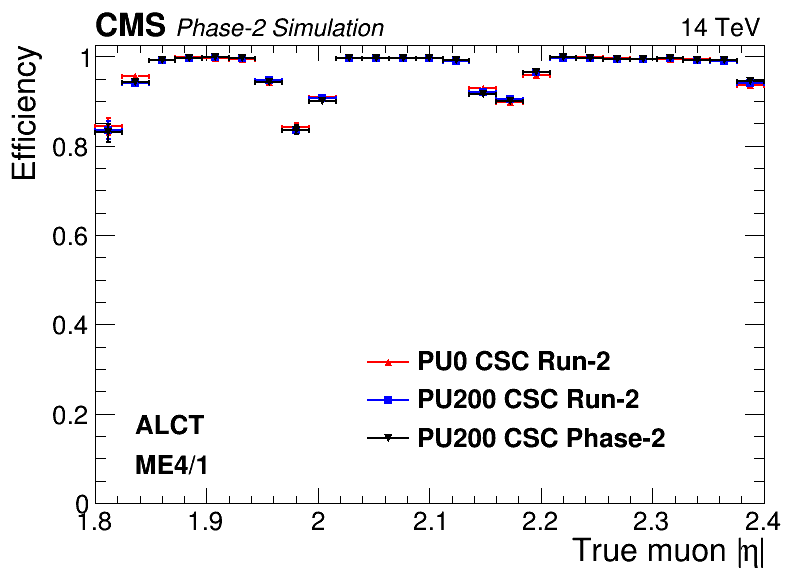 CMS Phase-2 Simulation 14 TeV
Efficiency
1
0.8
0.6
0.4
0.2
0
PU0 CSC Run-2
PU200 CSC Run-2
PU200 CSC Phase-2
ALCT
ME4/1
1.8 1.9 2 2.1 2.2 2.3 2.4
True muon |η|